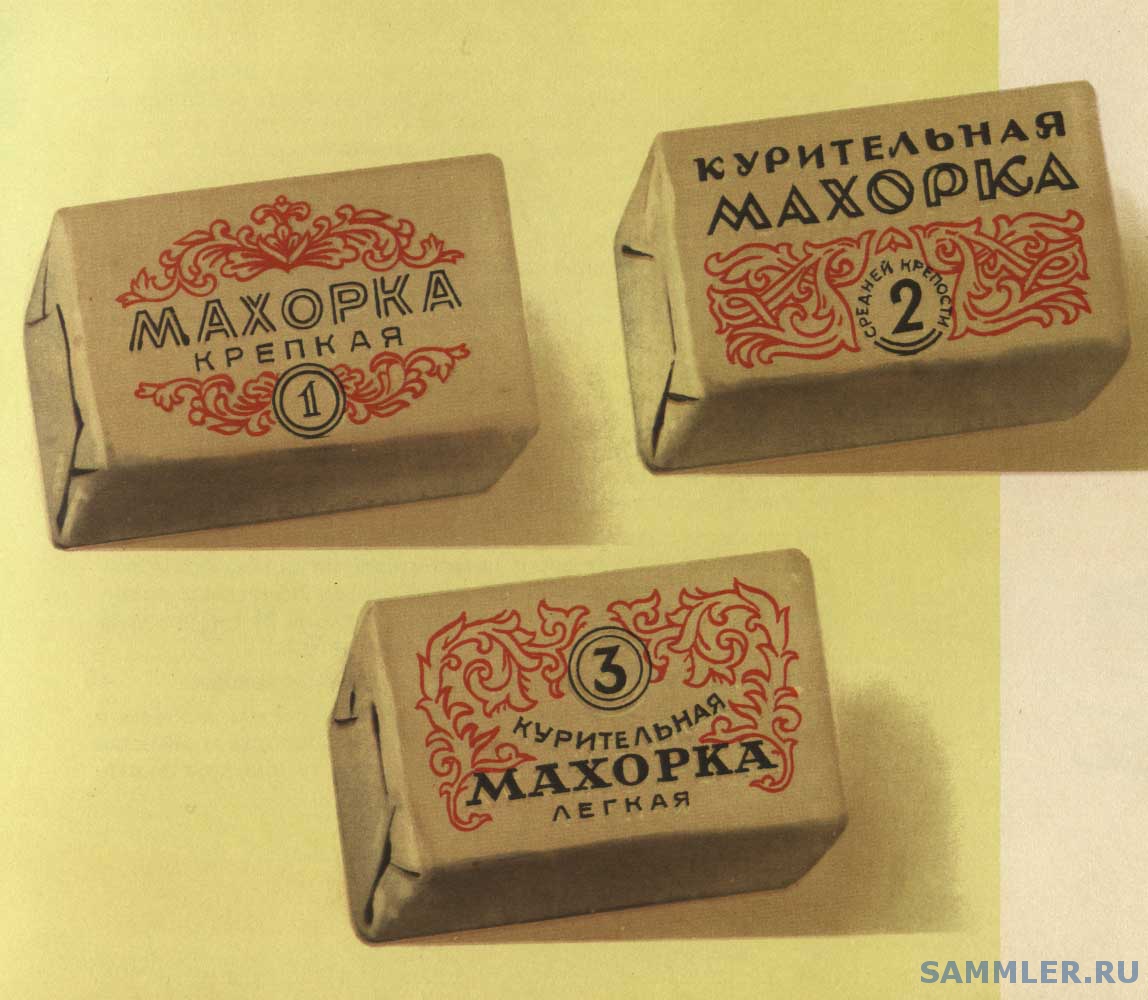 МАХОРКА
КРЕПКАЯ
1
КУРИТЕЛЬНАЯ
МАХОРКА
СРЕДНЕЙ КРЕПОСТИ
2
3
КУРИТЕЛЬНАЯ
МАХОРКА
ЛЕГКАЯ
SAMMLER.RU